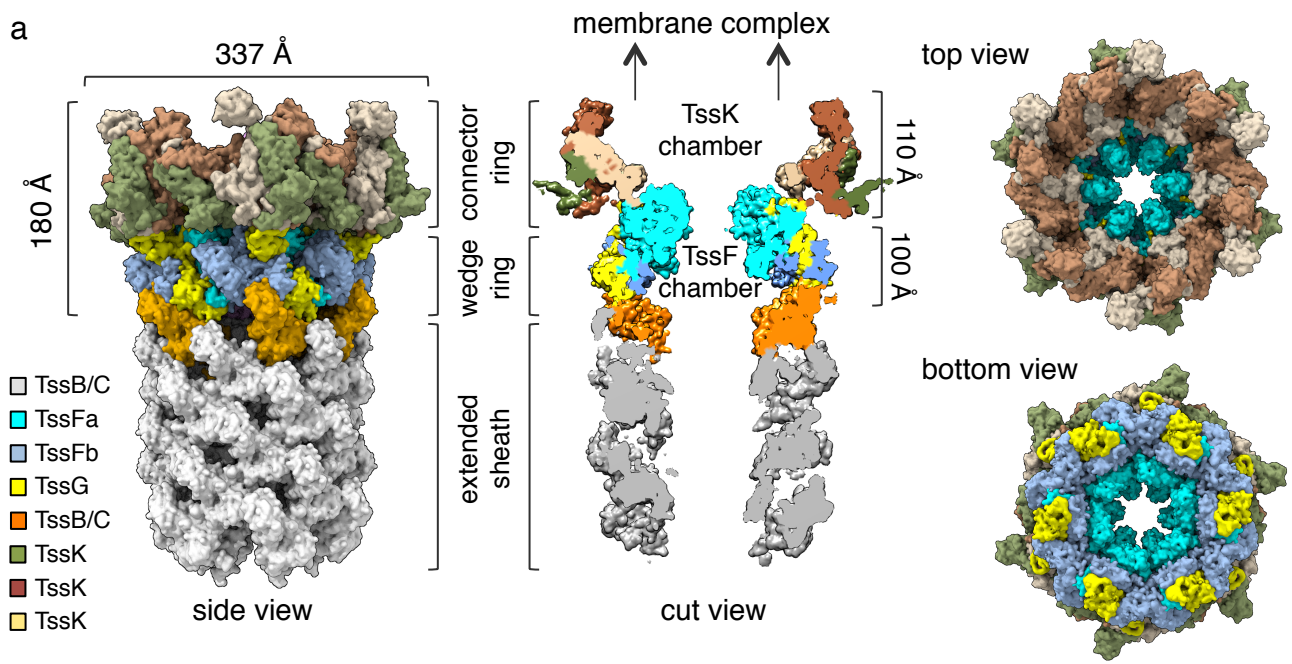 a
337 Å
180 Å
connector
ring
wedge
ring
extended
sheath
side view
TssB/C
TssFa
TssFb
TssG
TssB/C
TssK
TssK
TssK
membrane complex
TssK
chamber
TssF
chamber
110 Å
100 Å
cut view
top view
bottom view